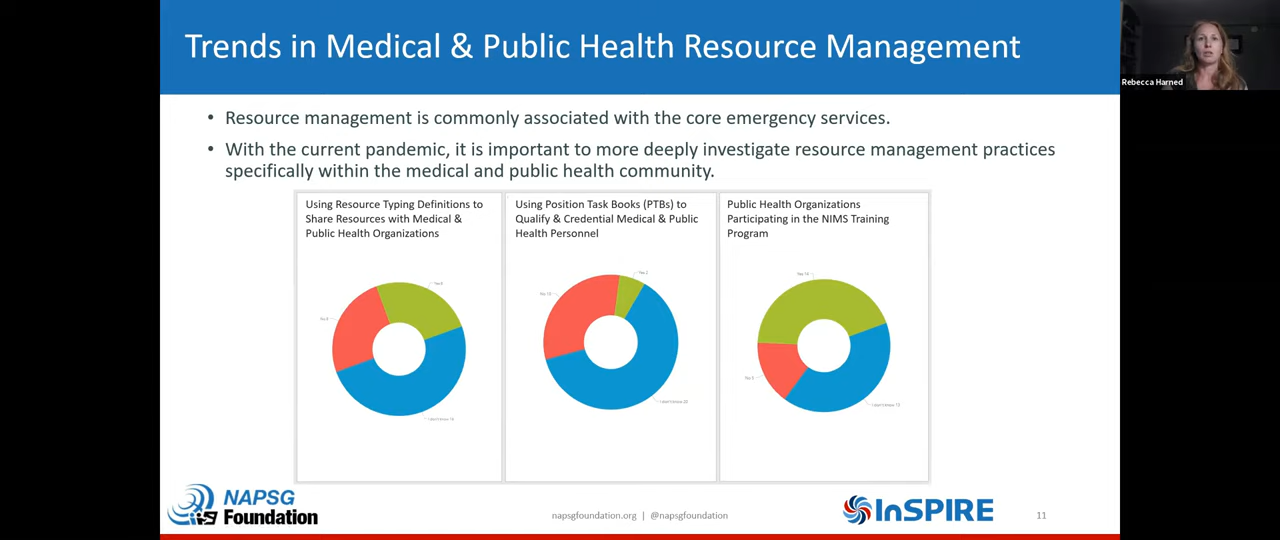 Trends in Medical & Public Health Resource Management
Rebecca Harned
• Resource management is commonly associated with the core emergency services.
• With the current pandemic, it is important to more deeply investigate resource management practices
specifically within the medical and public health community.
Using Resource Typing Definitions to
Share Resources with Medical &
Public Health Organizations
Using Position Task Books (PTBs) to
Qualify & Credential Medical & Public
Health Personnel
Public Health Organizations
Participating in the NIMS Training
Program
NAPSG
Foundation
napsgfoundation.org | @napsgfoundation
InSPIRE
11